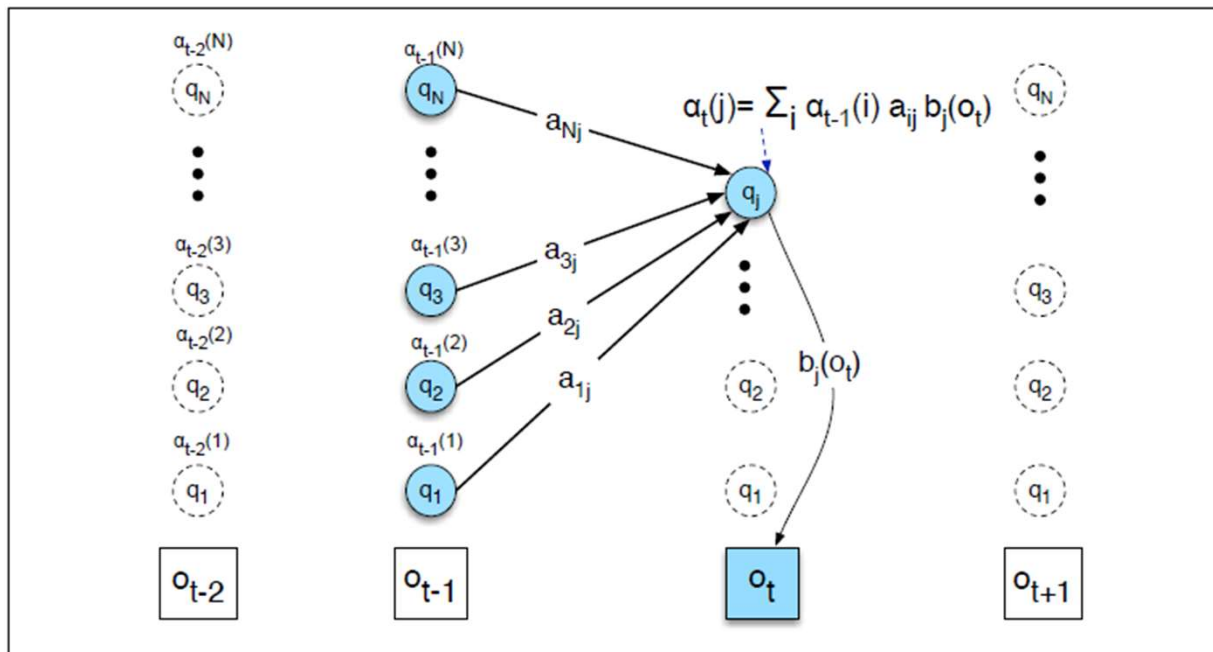 αt-2(N) αt-1(N)
qN qN αt(j)= Σi αt-1(i) aij bj(ot) qN
aNj
qj
αt-2(3) αt-1(3) a3j
q3 q3 q3
a2j
αt-2(2) αt-1(2)
a1j bj(ot)
q2 q2 q2 q2
αt-2(1) αt-1(1)
q1 q1 q1 q1
ot-2 ot-1 ot ot+1